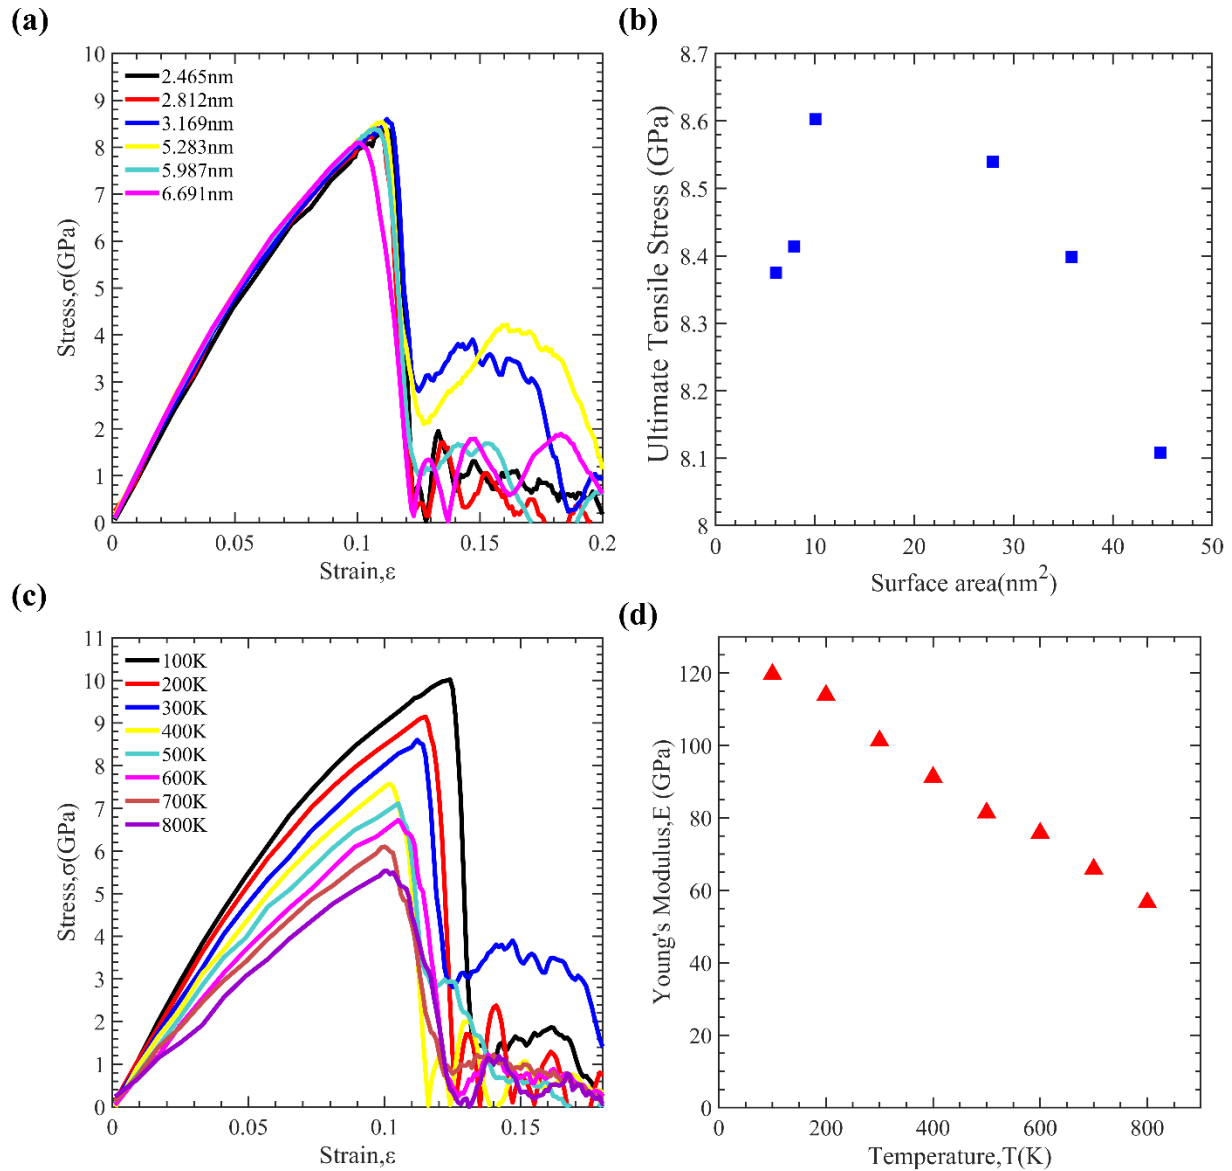 (a)
10
9
8
7
6
5
4
3
2
1
0
Stress,σ(GPa)
2.465nm
2.812nm
3.169nm
5.283nm
5.987nm
6.691nm
0 0.05 0.1 0.15 0.2
Strain,ε
(b)
8.7
8.6
8.5
8.4
8.3
8.2
8.1
8
Ultimate Tensile Stress (GPa)
0 10 20 30 40 50
Surface area(nm²)
(c)
11
10
9
8
7
6
5
4
3
2
1
0
Stress,σ(GPa)
100K
200K
300K
400K
500K
600K
700K
800K
0 0.05 0.1 0.15
Strain,ε
(d)
120
100
80
60
40
20
0
Young's Modulus,E (GPa)
0 200 400 600 800
Temperature,T(K)